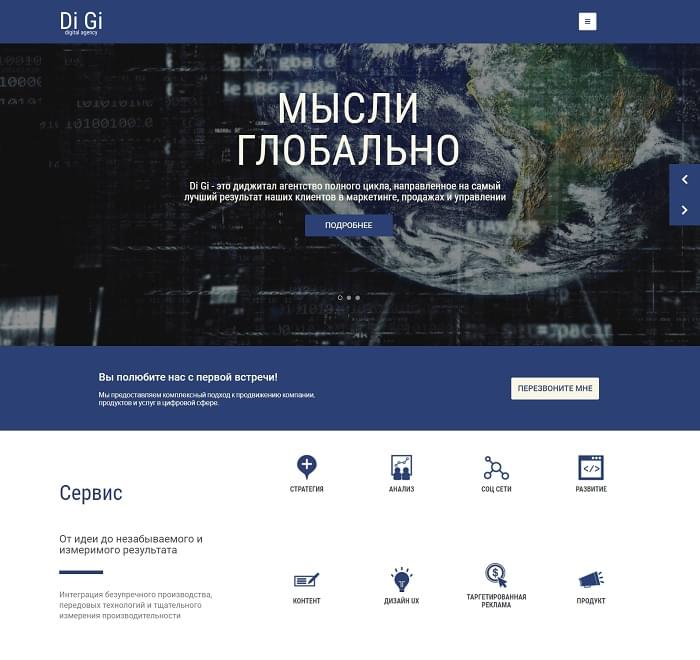 Di Gi
digital agency
МЫСЛИ
ГЛОБАЛЬНО
Di Gi - это диджитал агентство полного цикла, направленное на самый
лучший результат наших клиентов в маркетинге, продажах и управлении
ПОДРОБНЕЕ
Вы полюбите нас с первой встречи!
Мы предоставляем комплексный подход к продвижению компании,
продуктов и услуг в цифровой сфере.
ПЕРЕЗВОНИТЕ МНЕ
Сервис
От идеи до незабываемого и
измеримого результата
Интеграция безупречного производства,
передовых технологий и тщательного
измерения производительности
СТРАТЕГИЯ
АНАЛИЗ
СОЦ СЕТИ
РАЗВИТИЕ
</>
КОНТЕНТ
ДИЗАЙН UX
$
ТАРГЕТИРОВАННАЯ
РЕКЛАМА
ПРОДУКТ